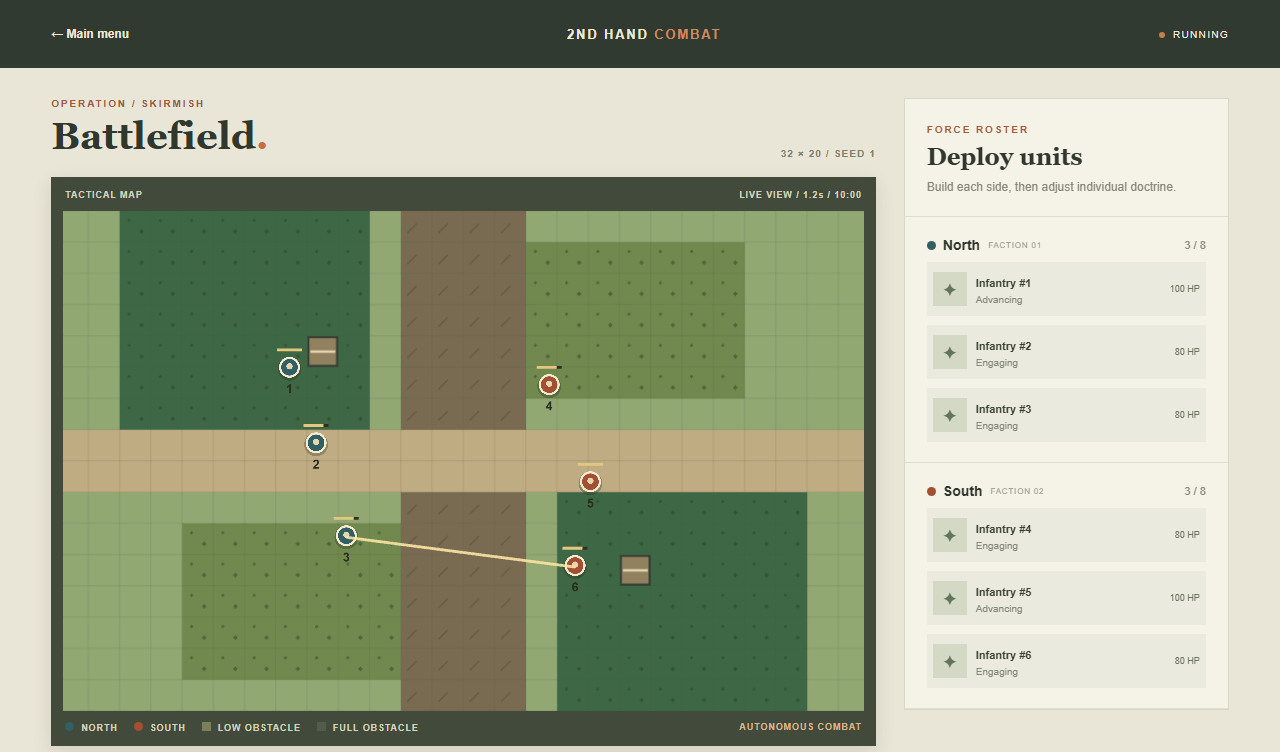 ← Main menu
2ND HAND COMBAT
RUNNING
OPERATION / SKIRMISH
Battlefield.
32 × 20 / SEED 1
TACTICAL MAP
LIVE VIEW / 1.2s / 10:00
1
2
3
4
5
6
NORTH
SOUTH
LOW OBSTACLE
FULL OBSTACLE
AUTONOMOUS COMBAT
FORCE ROSTER
Deploy units
Build each side, then adjust individual doctrine.
North FACTION 01 3 / 8
Infantry #1
Advancing
100 HP
Infantry #2
Engaging
80 HP
Infantry #3
Engaging
80 HP
South FACTION 02 3 / 8
Infantry #4
Engaging
80 HP
Infantry #5
Advancing
100 HP
Infantry #6
Engaging
80 HP